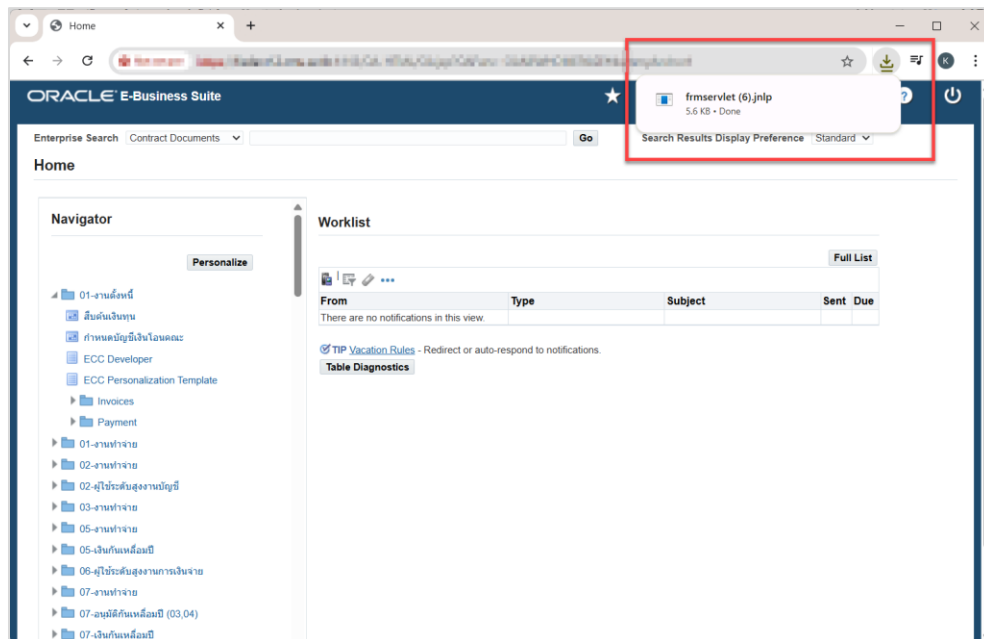 Home
ORACLE E-Business Suite
frmservlet (6).jnlp
5.6 KB • Done
K
Enterprise Search Contract Documents Go Search Results Display Preference Standard
Home
Navigator
Personalize
01-งานตั้งหนี้
สืบค้นเงินทุน
กำหนดบัญชีเงินโอนคณะ
ECC Developer
ECC Personalization Template
Invoices
Payment
01-งานทำจ่าย
02-งานทำจ่าย
02-ผู้ใช้ระดับสูงงานบัญชี
03-งานทำจ่าย
05-งานทำจ่าย
05-เงินกันเหลื่อมปี
06-ผู้ใช้ระดับสูงงานการเงินจ่าย
07-งานทำจ่าย
07-อนุมัติกันเหลื่อมปี (03,04)
07-เงินกันเหลื่อมปี
Worklist
Full List
From Type Subject Sent Due
There are no notifications in this view.
TIP Vacation Rules - Redirect or auto-respond to notifications.
Table Diagnostics